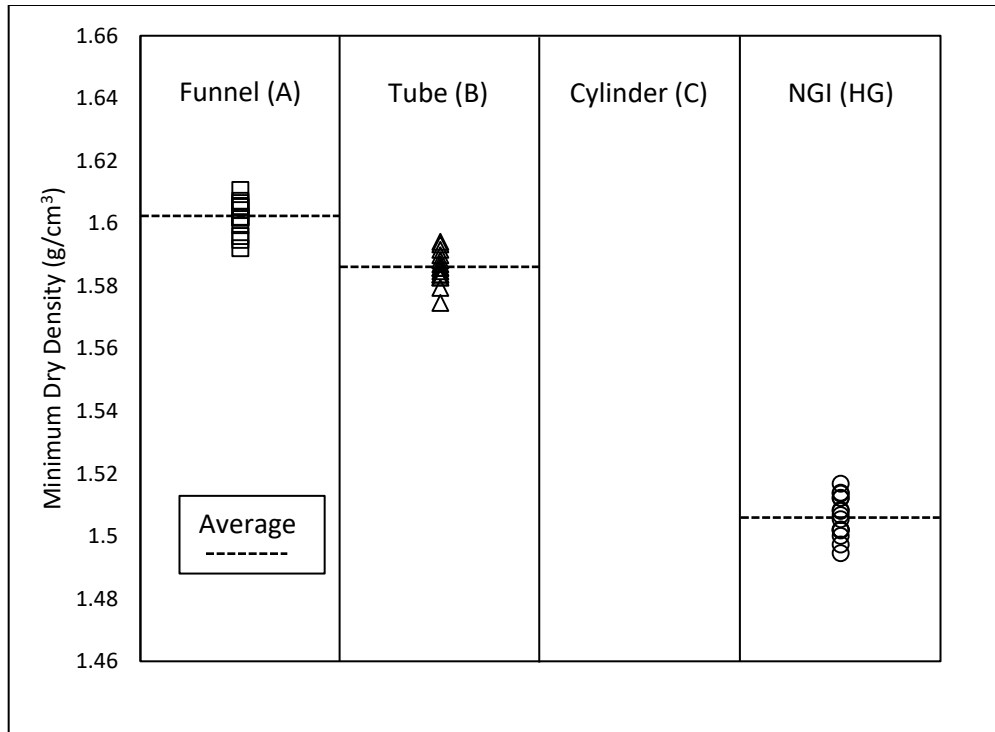 Minimum Dry Density (g/cm³)
1.66
1.64
1.62
1.6
1.58
1.56
1.54
1.52
1.5
1.48
1.46
Funnel (A)
Tube (B)
Cylinder (C)
NGI (HG)
Average